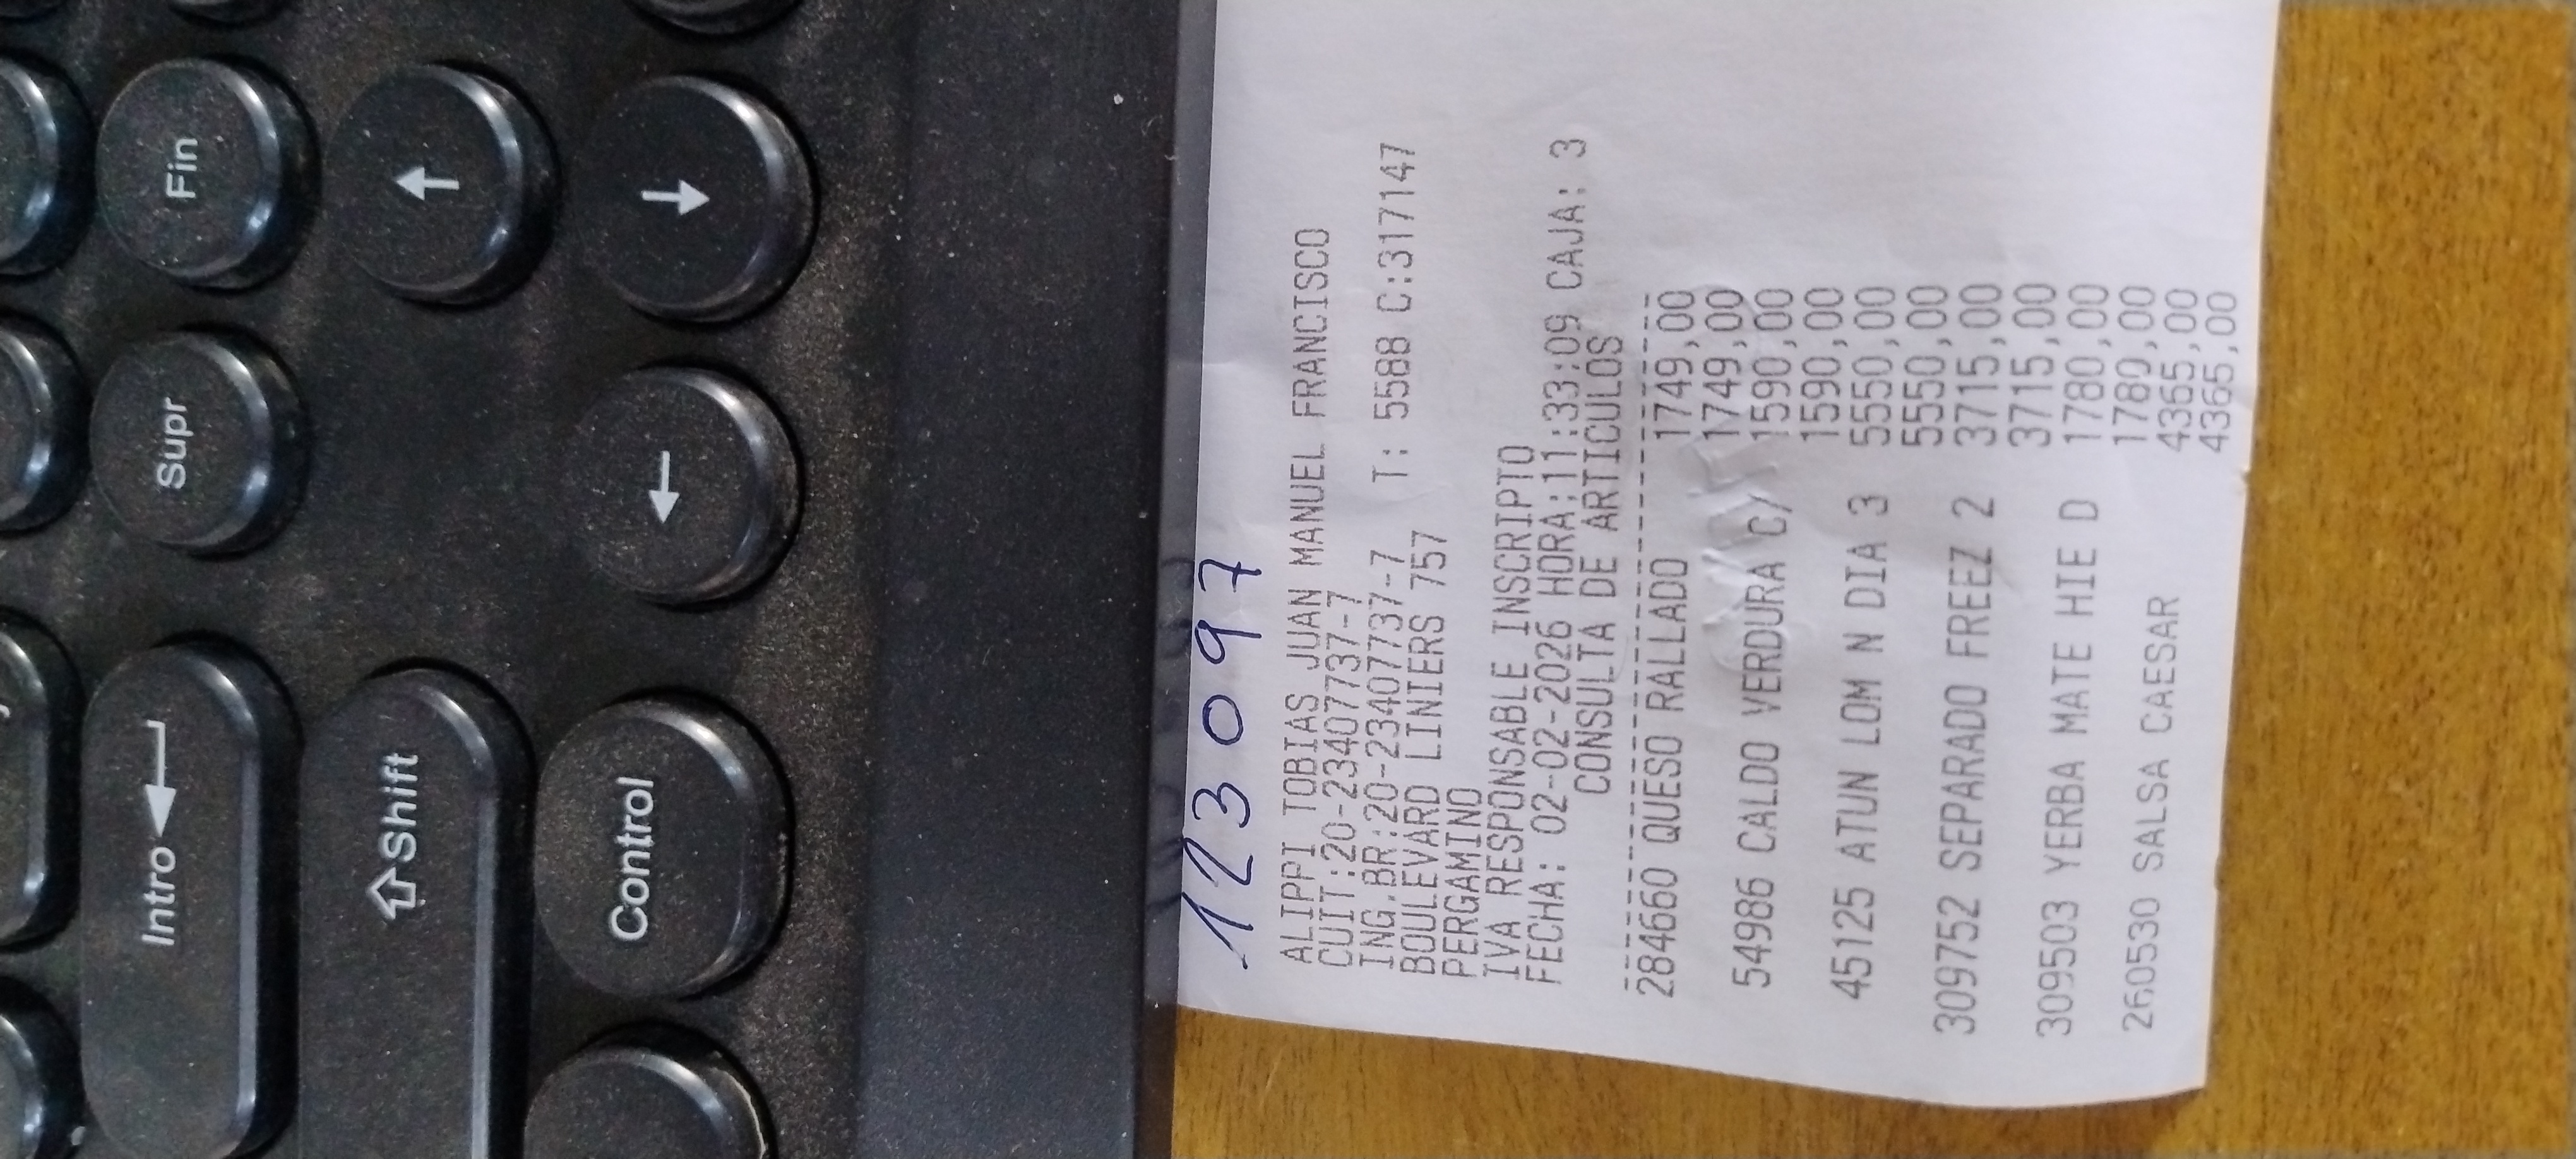 Fin
Supr
Intro
Shift
Control
123097
ALIPPI TOBIAS JUAN MANUEL FRANCISCO
CUIT:20-23407737-7
ING.BR:20-23407737-7 T: 5588 C:317147
BOULEVARD LINIERS 757
PERGAMINO
IVA RESPONSABLE INSCRIPTO
FECHA: 02-02-2026 HORA:11:33:09 CAJA: 3
CONSULTA DE ARTICULOS
284660 QUESO RALLADO 1749,00
1749,00
54986 CALDO VERDURA C/ 1590,00
1590,00
45125 ATUN LOM N DIA 3 5550,00
5550,00
309752 SEPARADO FREEZ 2 3715,00
3715,00
309503 YERBA MATE HIE D 1780,00
1780,00
260530 SALSA CAESAR 4365,00
4365,00